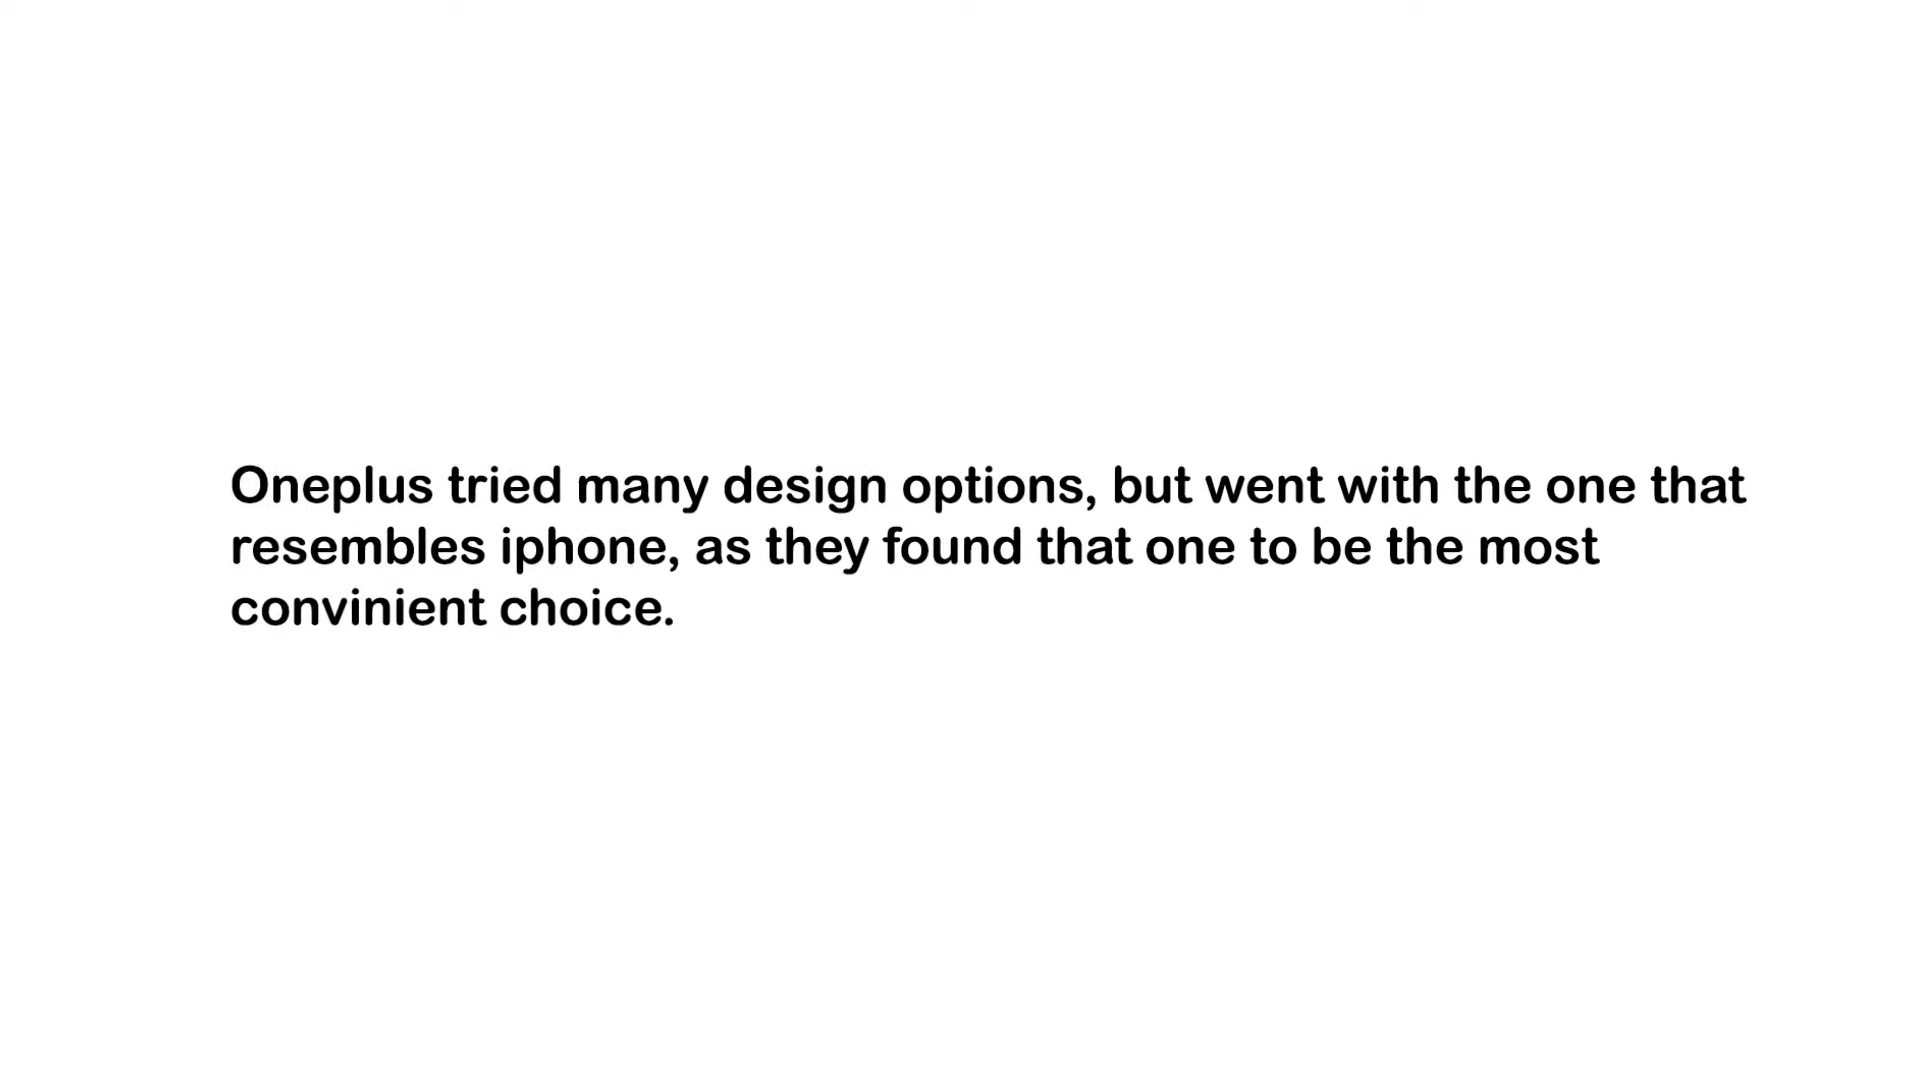 Oneplus tried many design options, but went with the one that
resembles iphone, as they found that one to be the most
convinient choice.